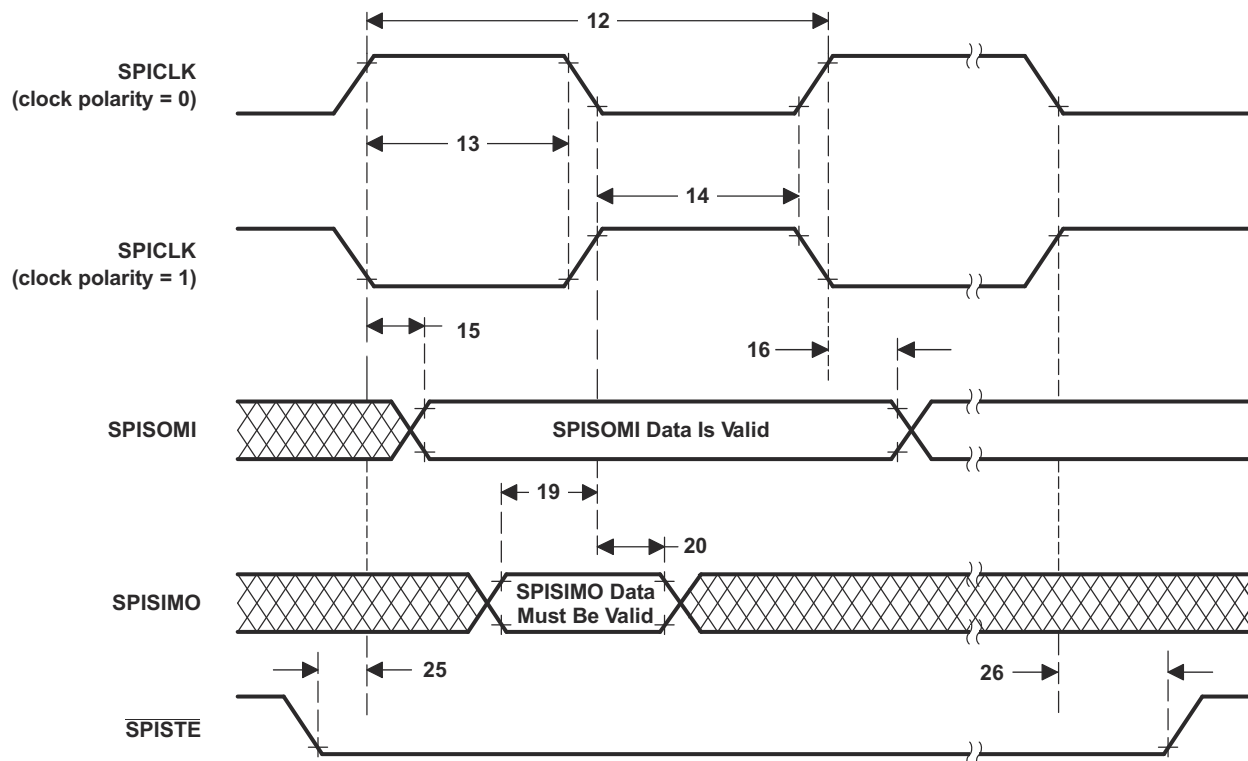 12
SPICLK
(clock polarity = 0)
13
14
SPICLK
(clock polarity = 1)
15
16
SPISOMI
SPISOMI Data Is Valid
19
20
SPISIMO
SPISIMO Data
Must Be Valid
25
26
SPISTE